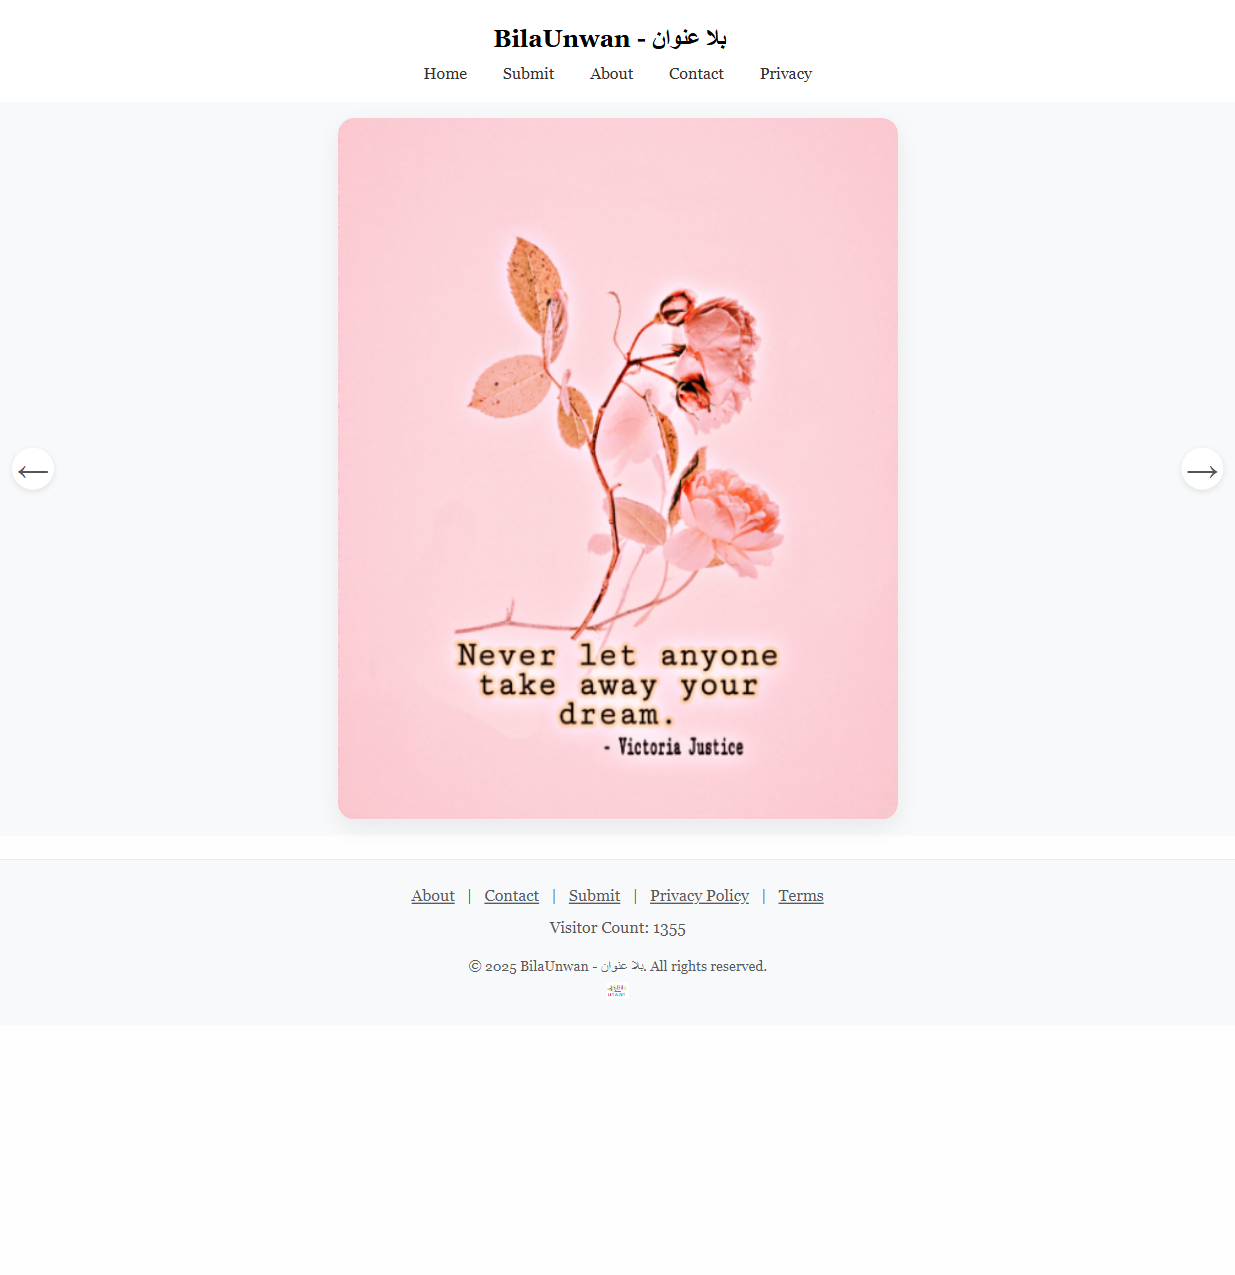 BilaUnwan - بلا عنوان
Home Submit About Contact Privacy
Never let anyone
take away your
dream.
- Victoria Justice
About | Contact | Submit | Privacy Policy | Terms
Visitor Count: 1355
© 2025 BilaUnwan - بلا عنوان. All rights reserved.